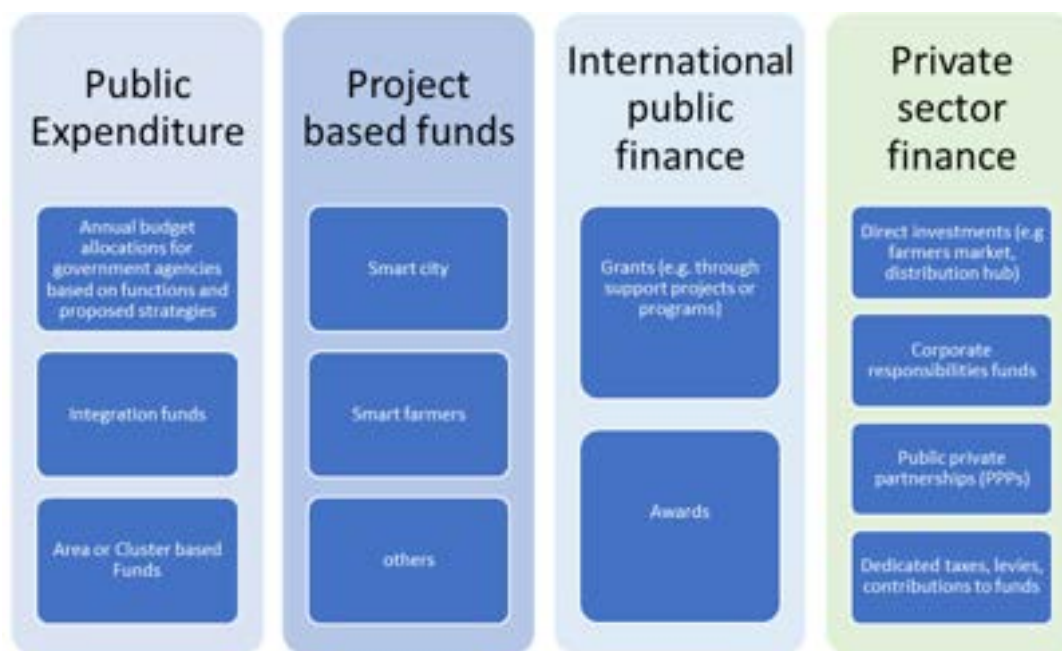 Public
Expenditure
Annual budget
allocations for
government agencies
based on functions and
proposed strategies
Integration funds
Area or Cluster based
Funds
Project
based funds
Smart city
Smart farmers
others
International
public
finance
Grants (e.g. through
support projects or
programs)
Awards
Private
sector
finance
Direct investments (e.g
farmers market,
distribution hub)
Corporate
responsibilities funds
Public private
partnerships (PPPs)
Dedicated taxes, levies,
contributions to funds